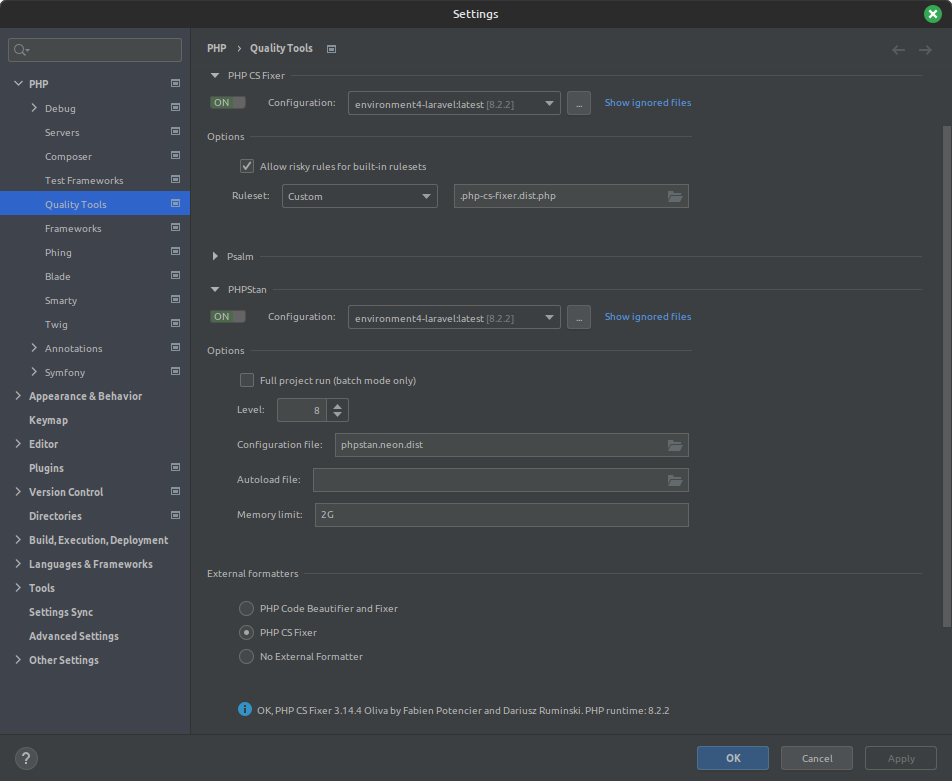 Settings
PHP › Quality Tools
PHP
Debug
Servers
Composer
Test Frameworks
Quality Tools
Frameworks
Phing
Blade
Smarty
Twig
Annotations
Symfony
Appearance & Behavior
Keymap
Editor
Plugins
Version Control
Directories
Build, Execution, Deployment
Languages & Frameworks
Tools
Settings Sync
Advanced Settings
Other Settings
PHP CS Fixer
ON Configuration: environment4-laravel:latest [8.2.2] ... Show ignored files
Options
Allow risky rules for built-in rulesets
Ruleset: Custom .php-cs-fixer.dist.php
Psalm
PHPStan
ON Configuration: environment4-laravel:latest [8.2.2] ... Show ignored files
Options
Full project run (batch mode only)
Level: 8
Configuration file: phpstan.neon.dist
Autoload file:
Memory limit: 2G
External formatters
PHP Code Beautifier and Fixer
PHP CS Fixer
No External Formatter
OK, PHP CS Fixer 3.14.4 Oliva by Fabien Potencier and Dariusz Ruminski. PHP runtime: 8.2.2
? OK Cancel Apply